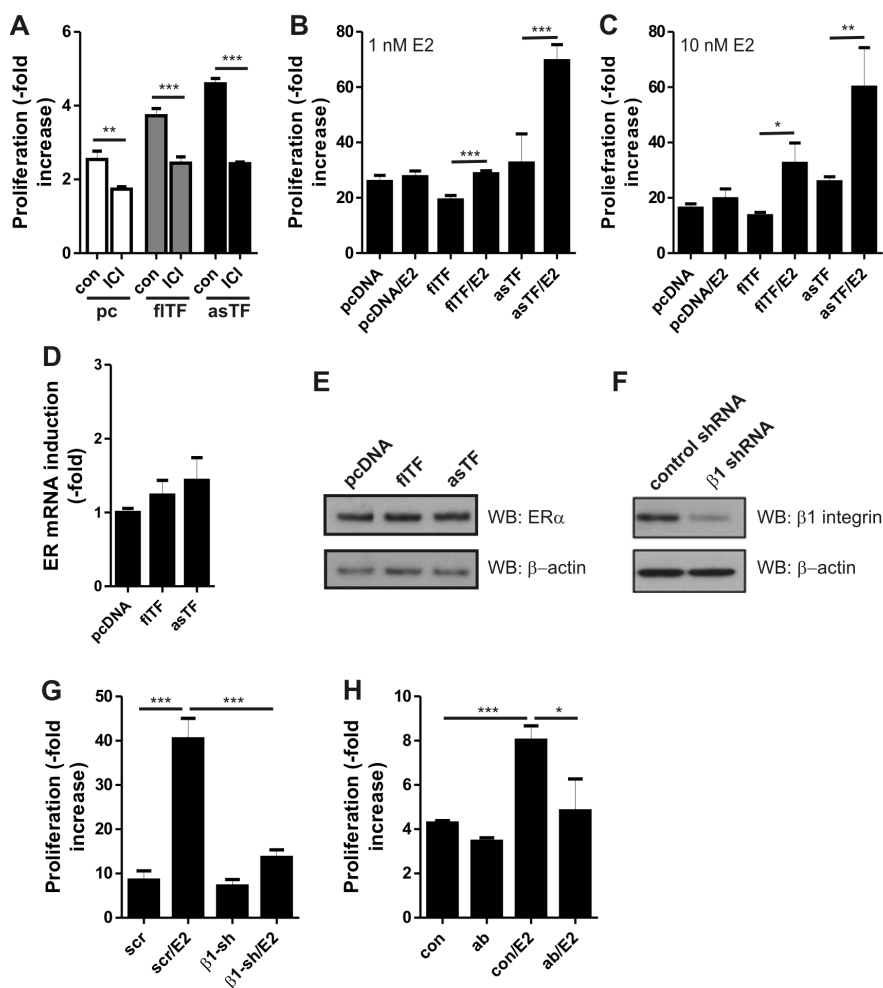 A
Proliferation (-fold
increase)
6
4
2
0
**
***
***
con
ICI
con
ICI
con
ICI
pc
flTF
asTF
B
Proliferation (-fold
increase)
80
60
40
20
0
1 nM E2
***
***
pcDNA
pcDNA/E2
flTF
flTF/E2
asTF
asTF/E2
C
Proliefratrion (-fold
increase)
80
60
40
20
0
10 nM E2
*
**
pcDNA
pcDNA/E2
flTF
flTF/E2
asTF
asTF/E2
D
ER mRNA induction
(-fold)
3
2
1
0
pcDNA
flTF
asTF
E
pcDNA
flTF
asTF
WB: ERα
WB: β–actin
F
control shRNA
β1 shRNA
WB: β1 integrin
WB: β–actin
G
Proliferation (-fold
increase)
50
40
30
20
10
0
***
***
scr
scr/E2
β1-sh
β1-sh/E2
H
Proliferation (-fold
increase)
10
8
6
4
2
0
***
*
con
ab
con/E2
ab/E2